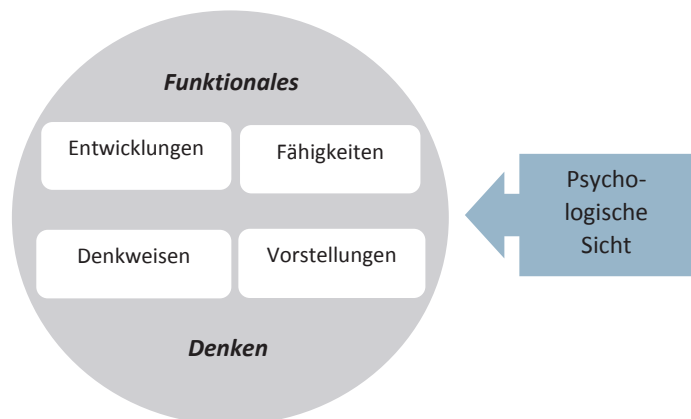 Funktionales
Entwicklungen
Fähigkeiten
Denkweisen
Vorstellungen
Denken
Psycho-
logische
Sicht